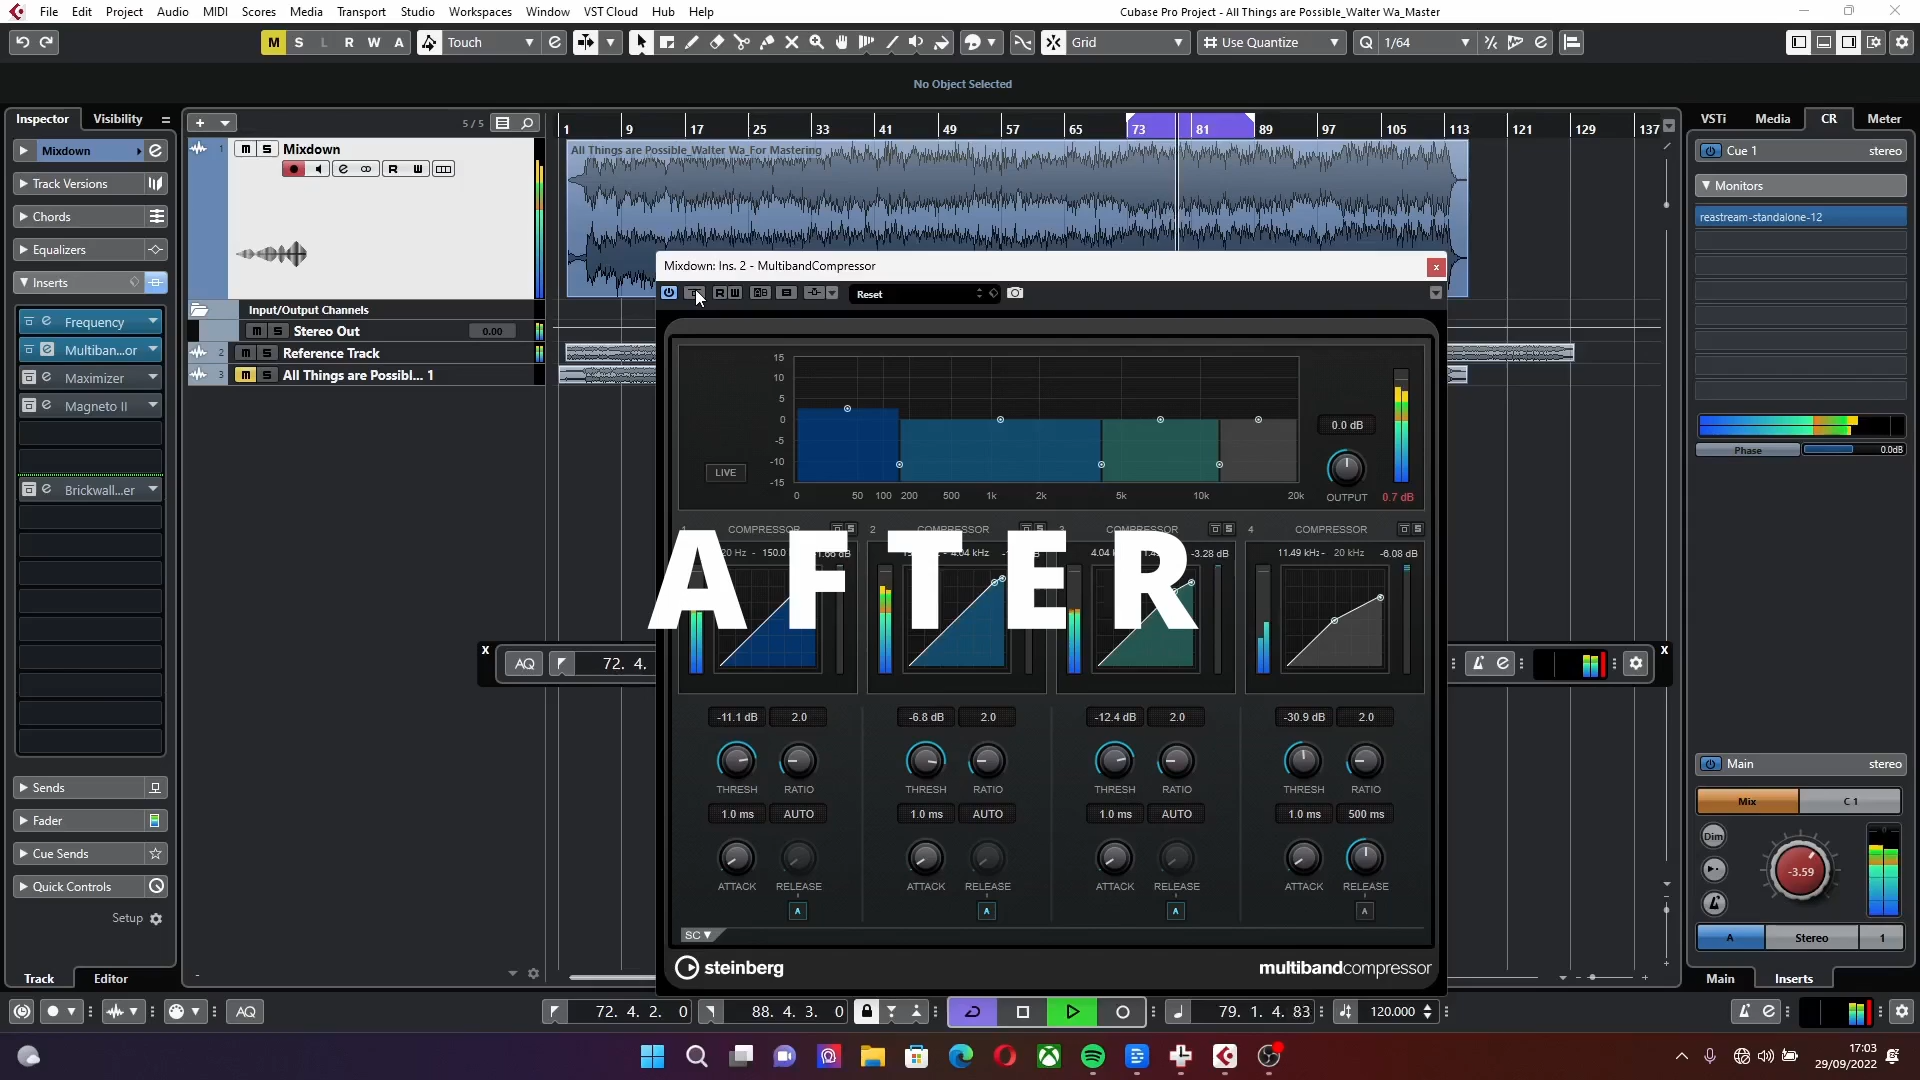 File Edit Project Audio MIDI Scores Media Transport Studio Workspaces Window VST Cloud Hub Help
Cubase Pro Project - All Things are Possible_Walter Wa_Master
M S L R W A Touch Grid Use Quantize Q 1/64
No Object Selected
Inspector Visibility
5 / 5
1 9 17 25 33 41 49 57 65 73 81 89 97 105 113 121 129 137
VSTi Media CR Meter
Mixdown
1 m S Mixdown
All Things are Possible_Walter Wa_For Mastering
Cue 1 stereo
Track Versions
R W
Monitors
Chords
reastream-standalone-12
Equalizers
Inserts
Mixdown: Ins. 2 - MultibandCompressor x
R W Reset
Input/Output Channels
Frequency
m S Stereo Out 0.00
Multiban...or
2 m S Reference Track
Maximizer
3 m S All Things are Possibl... 1
Magneto II
Brickwall...er
15
10
5
0
-5
-10
-15
LIVE
0 50 100 200 500 1k 2k 5k 10k 20k
0.0 dB
OUTPUT 0.7 dB
Phase 0.0dB
1 COMPRESSOR S 2 COMPRESSOR S 3 COMPRESSOR S 4 COMPRESSOR S
20 Hz - 150.0 -1.66 dB 4.04 kHz 4.04 -3.28 dB 11.49 kHz - 20 kHz -6.08 dB
AFTER
x AQ 72. 4. x
-11.1 dB 2.0 -6.8 dB 2.0 -12.4 dB 2.0 -30.9 dB 2.0
THRESH RATIO THRESH RATIO THRESH RATIO THRESH RATIO
1.0 ms AUTO 1.0 ms AUTO 1.0 ms AUTO 1.0 ms 500 ms
ATTACK RELEASE ATTACK RELEASE ATTACK RELEASE ATTACK RELEASE
A A A A
SC
steinberg multibandcompressor
Sends
Fader
Cue Sends
Quick Controls
Setup
Track Editor
Main stereo
Mix C 1
Dim
-3.59
A Stereo 1
Main Inserts
AQ 72. 4. 2. 0 88. 4. 3. 0 79. 1. 4. 83 120.000
17:03
29/09/2022